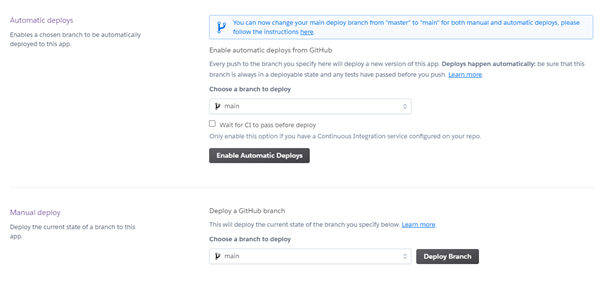 Automatic deploys
Enables a chosen branch to be automatically
deployed to this app.
You can now change your main deploy branch from "master" to "main" for both manual and automatic deploys, please
follow the instructions here.
Enable automatic deploys from GitHub
Every push to the branch you specify here will deploy a new version of this app. Deploys happen automatically: be sure that this
branch is always in a deployable state and any tests have passed before you push. Learn more.
Choose a branch to deploy
main
Wait for CI to pass before deploy
Only enable this option if you have a Continuous Integration service configured on your repo.
Enable Automatic Deploys
Manual deploy
Deploy the current state of a branch to this
app.
Deploy a GitHub branch
This will deploy the current state of the branch you specify below. Learn more.
Choose a branch to deploy
main
Deploy Branch